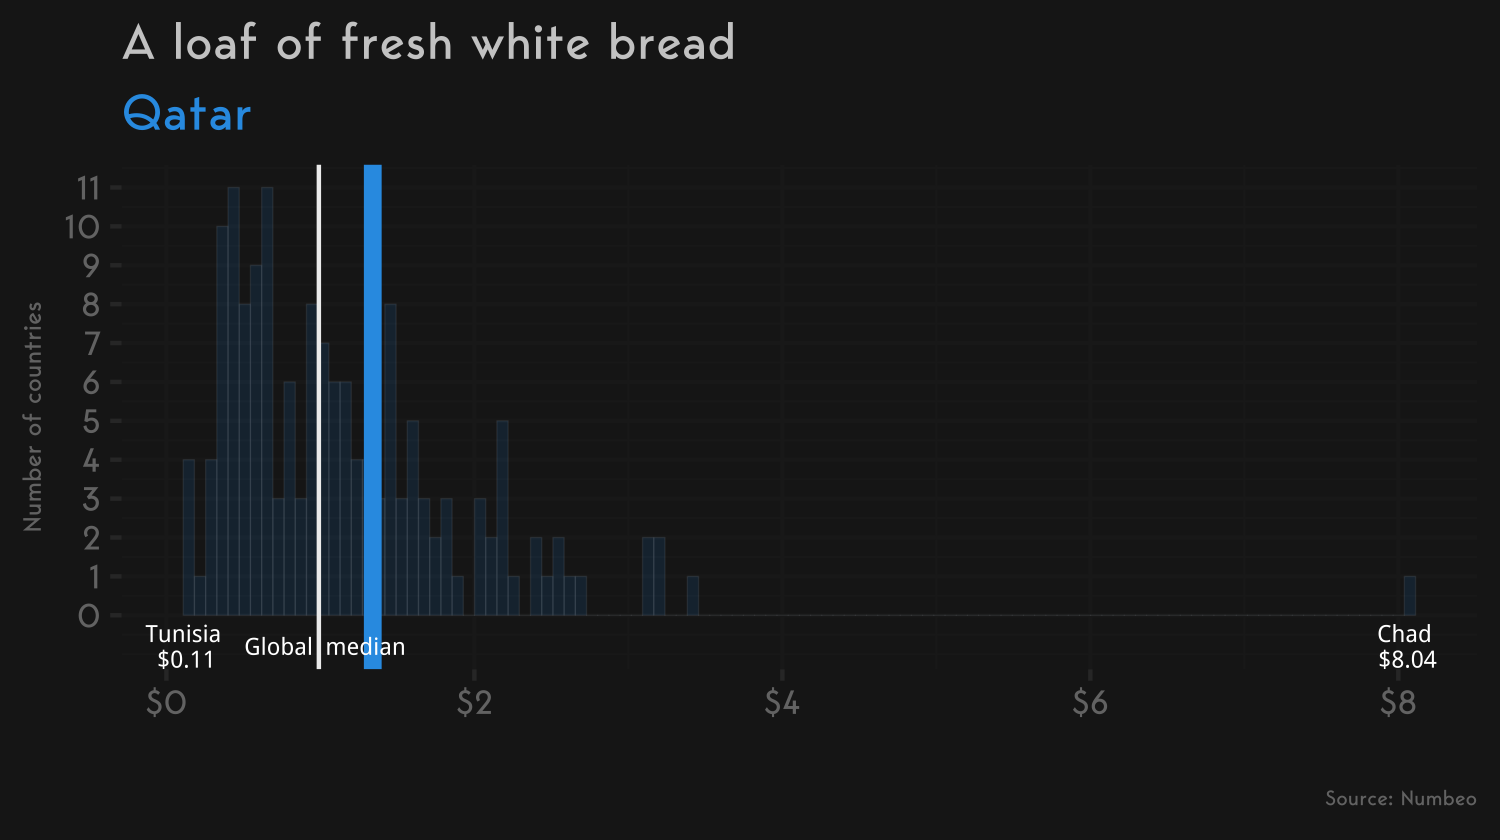 A loaf of fresh white bread
Qatar
Number of countries
11
10
9
8
7
6
5
4
3
2
1
0
Tunisia
$0.11
Global median
Chad
$8.04
$0 $2 $4 $6 $8
Source: Numbeo